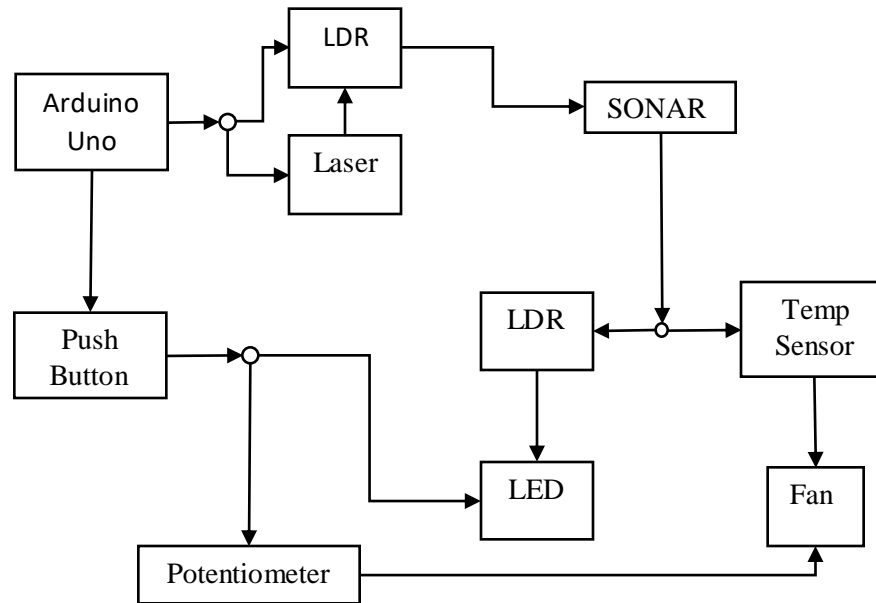 LDR
Arduino
Uno
SONAR
Laser
LDR
Temp
Sensor
Push
Button
LED
Fan
Potentiometer